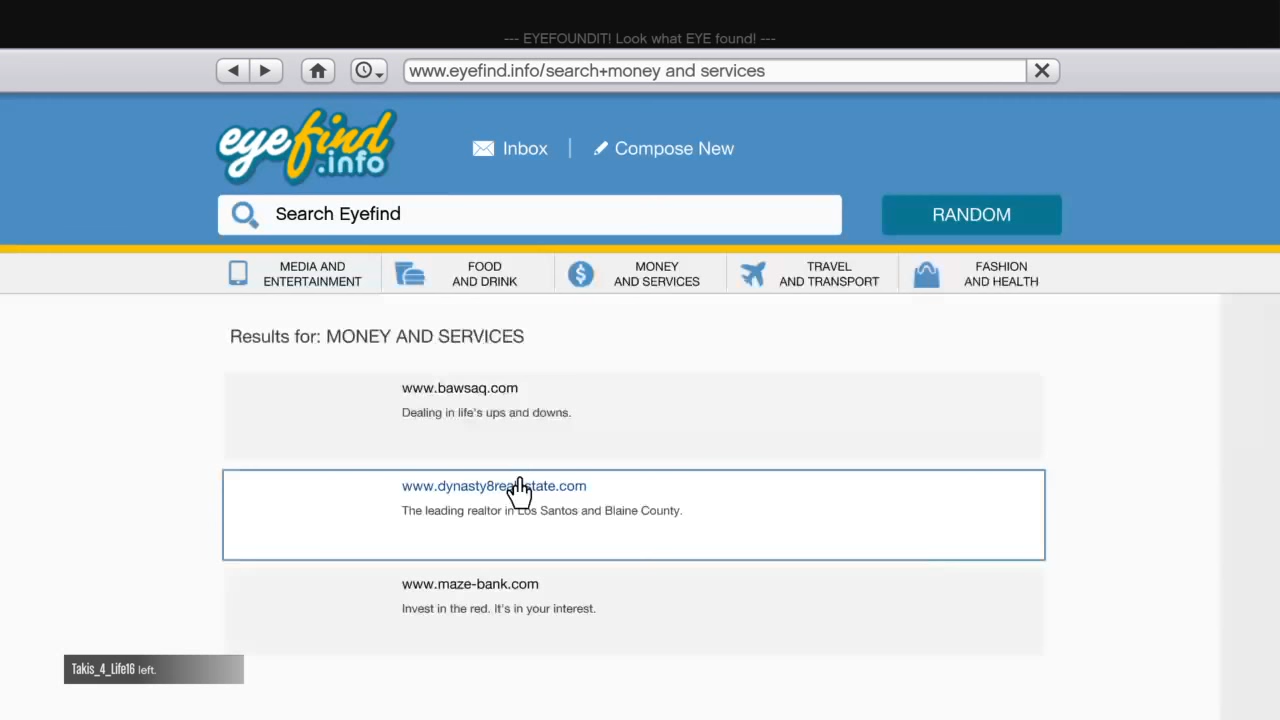 --- EYEFOUNDIT! Look what EYE found! ---
www.eyefind.info/search+money and services
eyefind
.info
Inbox
Compose New
Search Eyefind
RANDOM
MEDIA AND
ENTERTAINMENT
FOOD
AND DRINK
MONEY
AND SERVICES
TRAVEL
AND TRANSPORT
FASHION
AND HEALTH
Results for: MONEY AND SERVICES
www.bawsaq.com
Dealing in life's ups and downs.
www.dynasty8realestate.com
The leading realtor in Los Santos and Blaine County.
www.maze-bank.com
Invest in the red. It's in your interest.
Takis_4_Life16 left.